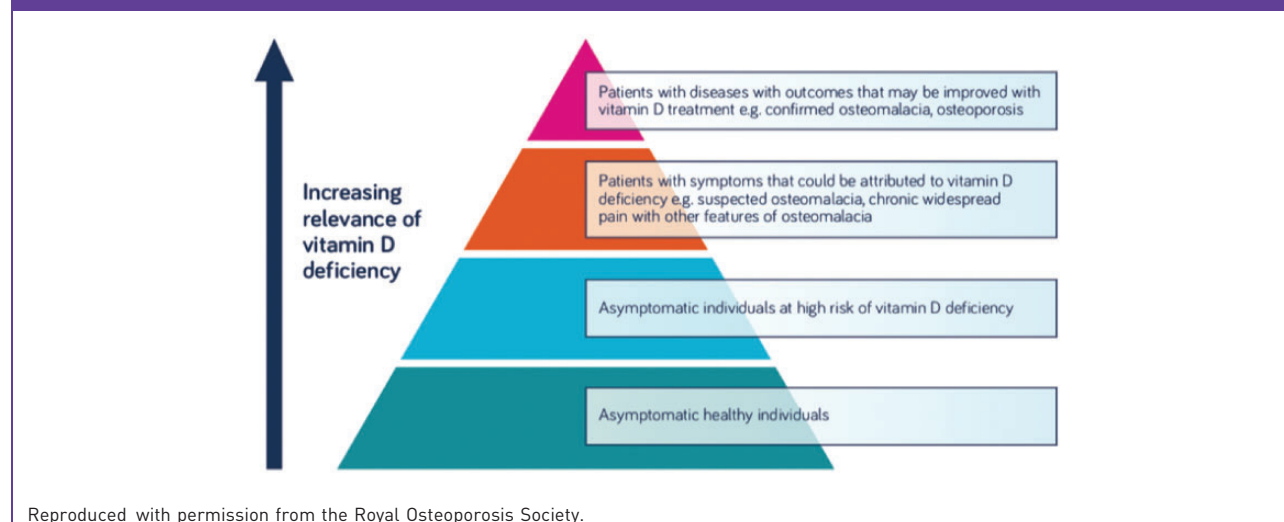 Patients with diseases with outcomes that may be improved with
vitamin D treatment e.g. confirmed osteomalacia, osteoporosis
Increasing
relevance of
vitamin D
deficiency
Patients with symptoms that could be attributed to vitamin D
deficiency e.g. suspected osteomalacia, chronic widespread
pain with other features of osteomalacia
Asymptomatic individuals at high risk of vitamin D deficiency
Asymptomatic healthy individuals
Reproduced with permission from the Royal Osteoporosis Society.